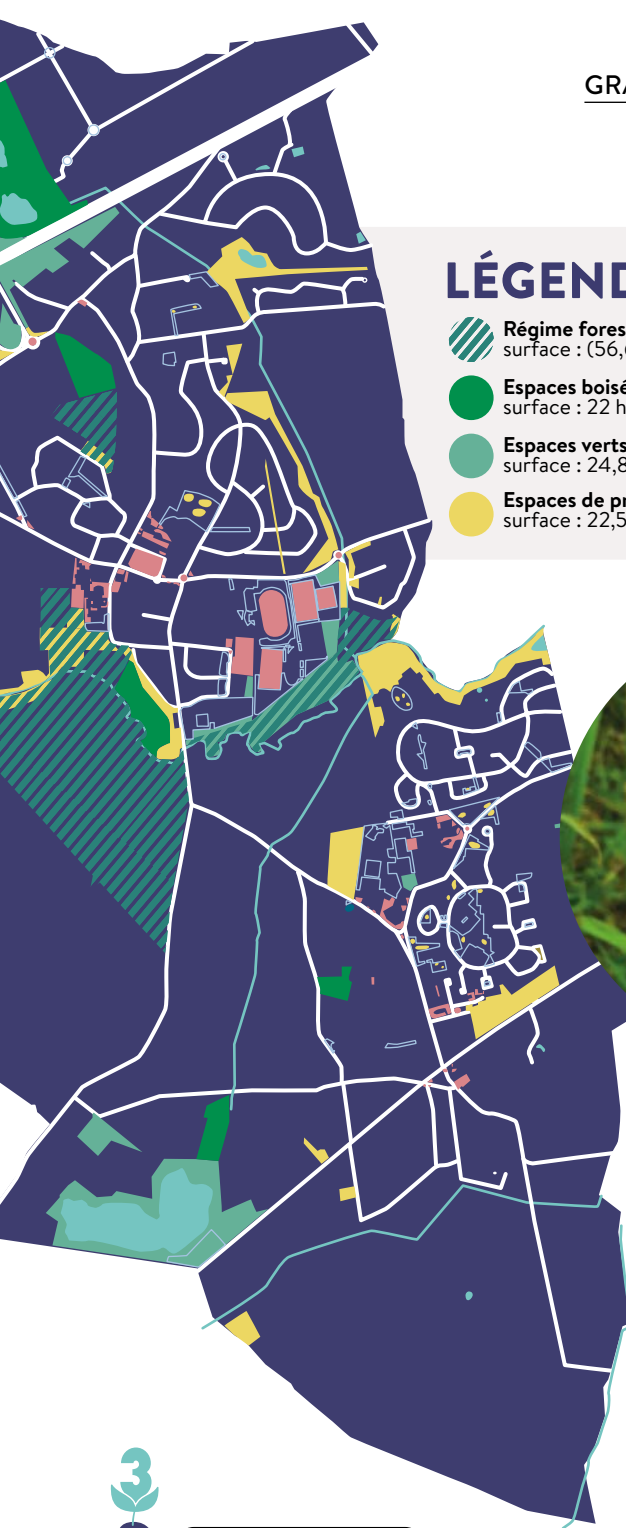 GRA
LÉGEND
Régime fores
surface : (56,
Espaces boisé
surface : 22 h
Espaces verts
surface : 24,8
Espaces de pr
surface : 22,5
3